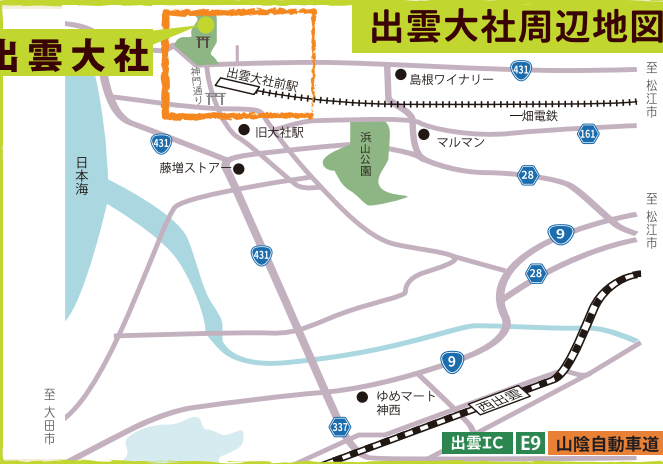 出雲大社周辺地図
出雲大社
神門通り
出雲大社前駅
旧大社駅
島根ワイナリー
431
至 松江市
一畑電鉄
431
マルマン
161
浜山公園
藤増ストアー
28
日本海
至 松江市
9
431
28
9
至 大田市
ゆめマート
神西
西出雲
337
出雲IC
E9
山陰自動車道